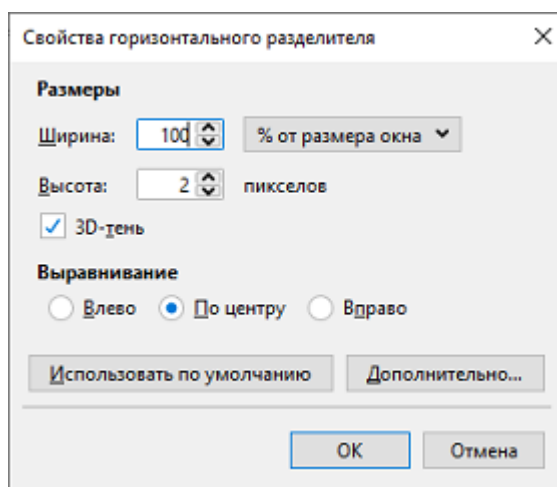 Свойства горизонтального разделителя
Размеры
Ширина: 100 % от размера окна
Высота: 2 пикселов
3D-тень
Выравнивание
Влево По центру Вправо
Использовать по умолчанию Дополнительно...
ОК Отмена